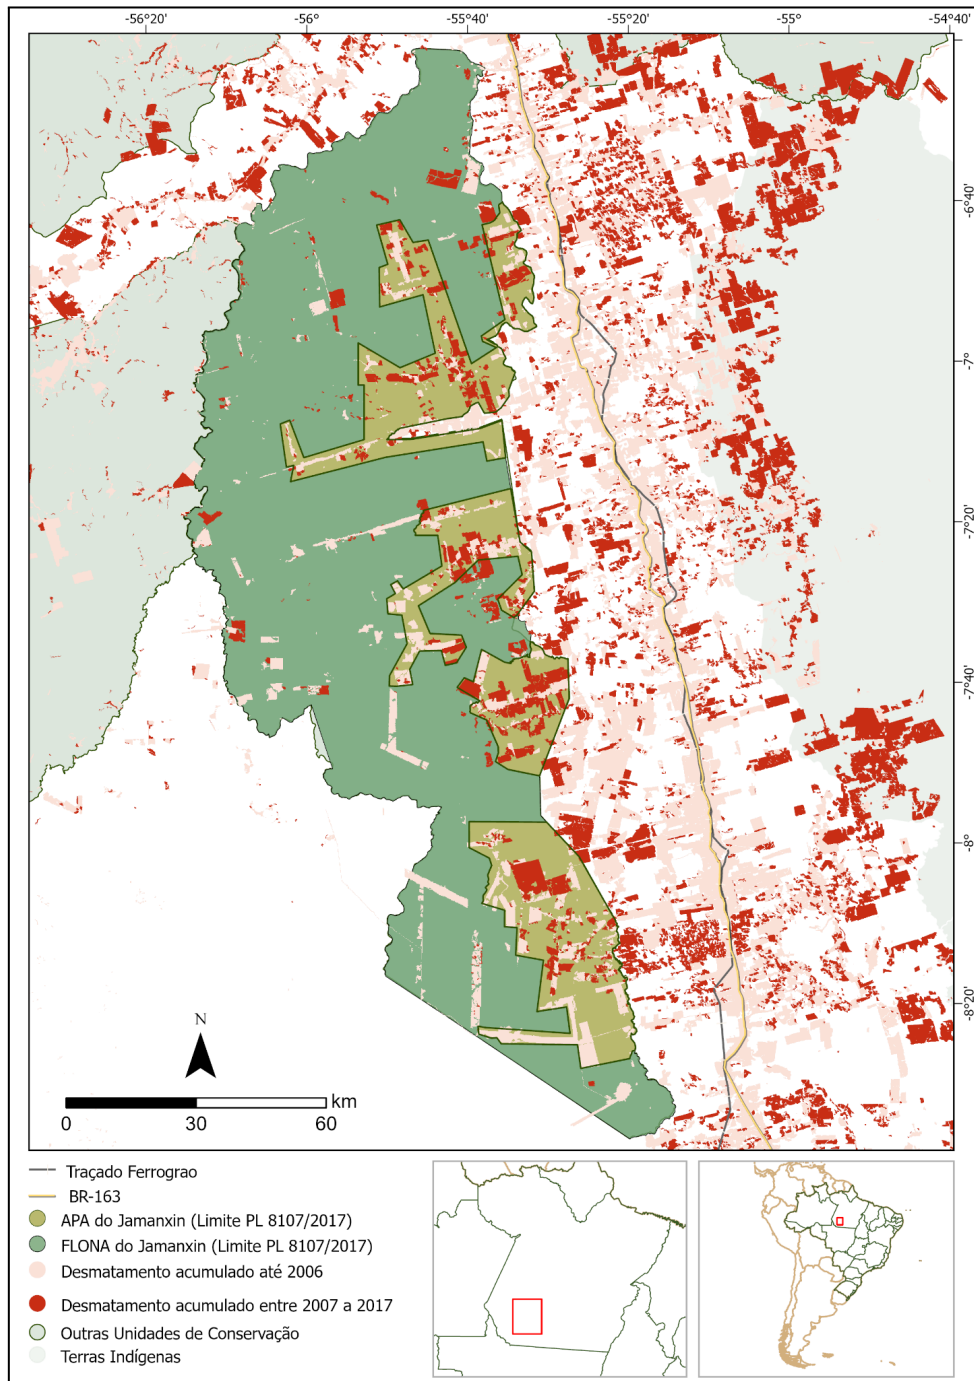 -56°20' -56° -55°40' -55°20' -55° -54°40'
-6°40'
-7°
-7°20'
-7°40'
-8°
-8°20'
N
km
0 30 60
Traçado Ferrograo
BR-163
APA do Jamanxin (Limite PL 8107/2017)
FLONA do Jamanxin (Limite PL 8107/2017)
Desmatamento acumulado até 2006
Desmatamento acumulado entre 2007 a 2017
Outras Unidades de Conservação
Terras Indígenas